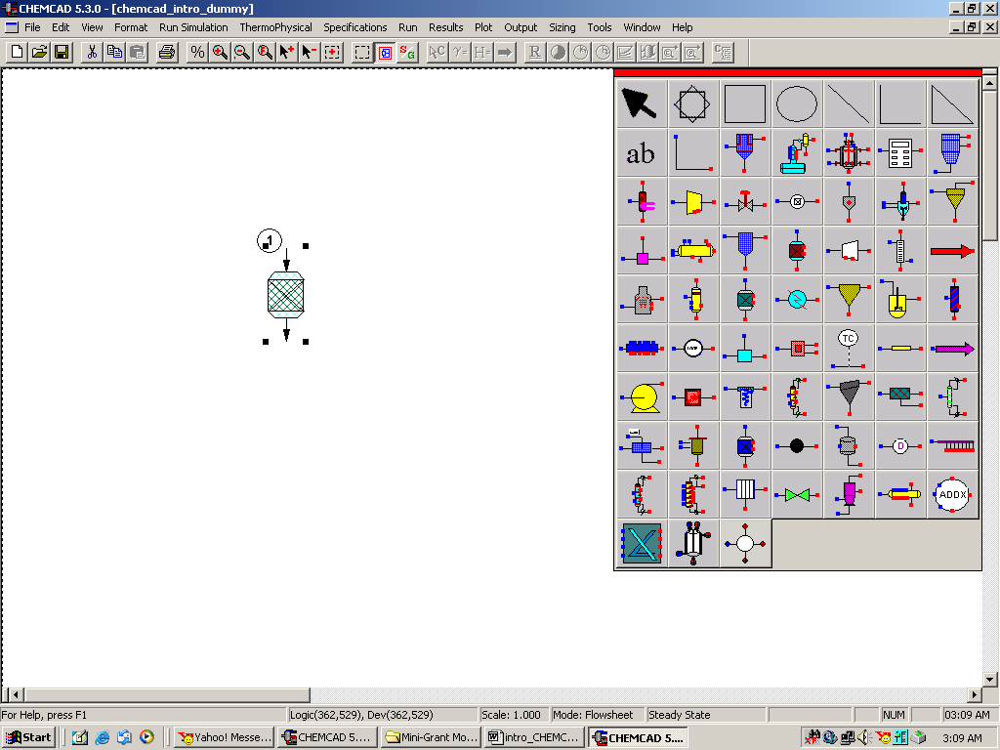 CHEMCAD 5.3.0 - [chemcad_intro_dummy]
File Edit View Format Run Simulation ThermoPhysical Specifications Run Results Plot Output Sizing Tools Window Help
%
S G
C γ= H= R
ab
1
TC
D
ADDX
For Help, press F1 Logic(362,529), Dev(362,529) Scale: 1.000 Mode: Flowsheet Steady State NUM 03:09 AM
Start Yahoo! Messe... CHEMCAD 5.... Mini-Grant Mo... intro_CHEMC... CHEMCAD 5.... 3:09 AM